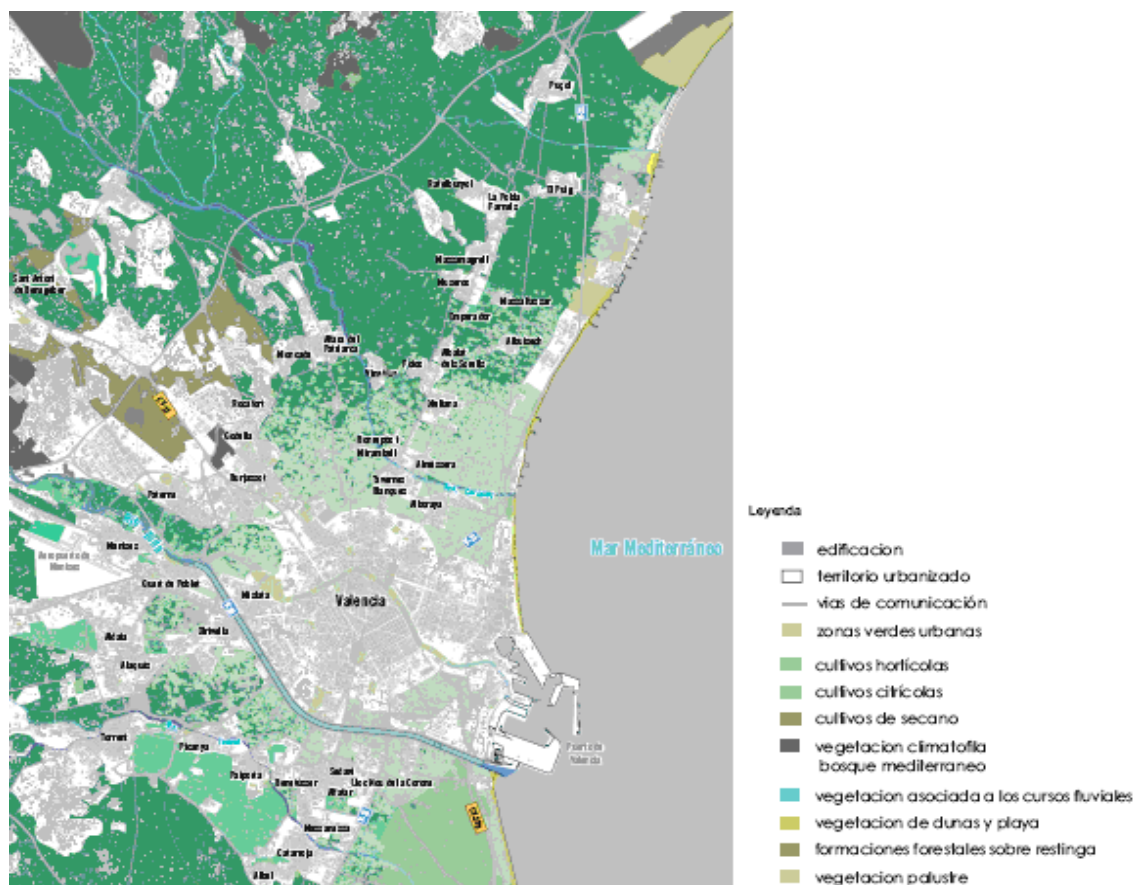 Puçol
Rafelbunyol
La Pobla
Farnals
El Puig
Massamagrell
Museros
Massalfassar
Emperador
Albuixech
Albalat
dels Sorells
Sant Antoni
de Benageber
Moncada
Alfara del
Patriarca
Vinalesa
Foios
Meliana
Rocafort
Godella
Burjassot
Bonrepòs i
Mirambell
Almàssera
Tavernes
Blanques
Alboraya
Paterna
Manises
Aeropuerto de
Manises
Quart de Poblet
Mislata
Valencia
Mar Mediterráneo
Aldaia
Xirivella
Alaquàs
Torrent
Picanya
Paiporta
Benetússer
Sedaví
Alfafar
Lloc Nou de la Corona
Massanassa
Catarroja
Albal
Puerto de
Valencia
Leyenda
edificacion
territorio urbanizado
vias de comunicación
zonas verdes urbanas
cultivos hortícolas
cultivos citrícolas
cultivos de secano
vegetacion climatofila
bosque mediterraneo
vegetacion asociada a los cursos fluviales
vegetacion de dunas y playa
formaciones forestales sobre restinga
vegetacion palustre